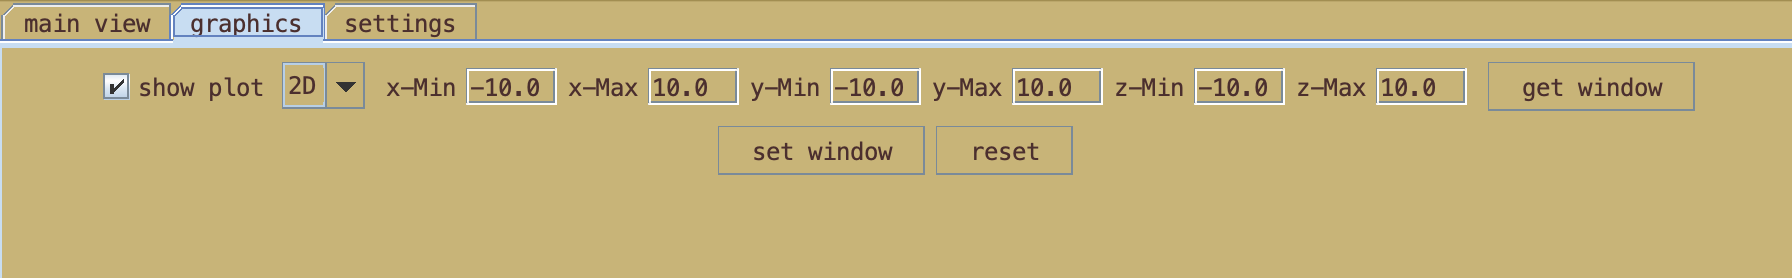 main view graphics settings
show plot 2D x-Min -10.0 x-Max 10.0 y-Min -10.0 y-Max 10.0 z-Min -10.0 z-Max 10.0 get window
set window reset